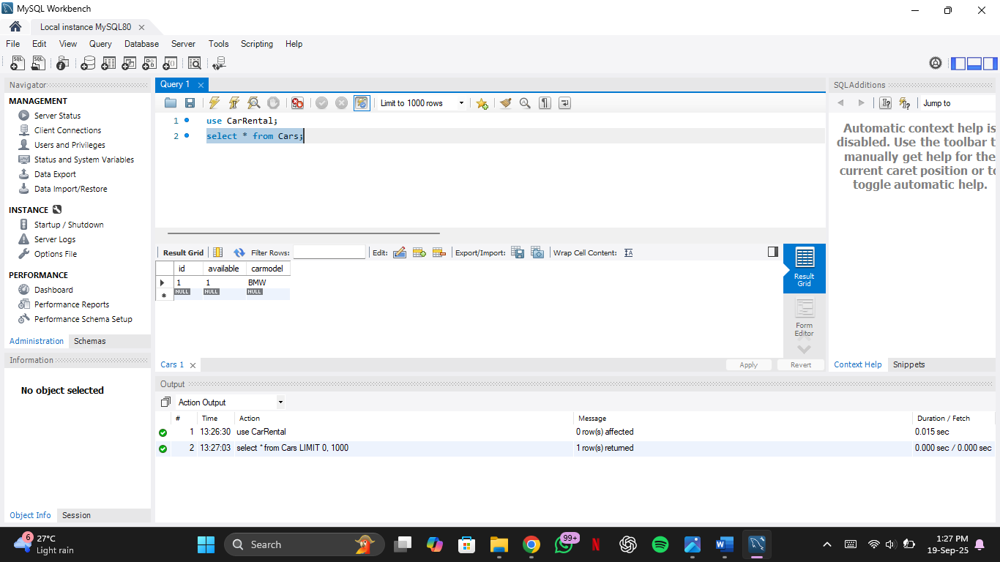 MySQL Workbench
Local instance MySQL80
File Edit View Query Database Server Tools Scripting Help
Navigator
MANAGEMENT
Server Status
Client Connections
Users and Privileges
Status and System Variables
Data Export
Data Import/Restore
INSTANCE
Startup / Shutdown
Server Logs
Options File
PERFORMANCE
Dashboard
Performance Reports
Performance Schema Setup
Administration Schemas
Information
No object selected
Object Info Session
Query 1
Limit to 1000 rows
1 use CarRental;
2 select * from Cars;
Result Grid Filter Rows: Edit: Export/Import: Wrap Cell Content:
id available carmodel
1 1 BMW
NULL NULL NULL
Result
Grid
Form
Editor
Cars 1 Apply Revert
SQLAdditions
Jump to
Automatic context help is
disabled. Use the toolbar t
manually get help for the
current caret position or to
toggle automatic help.
Context Help Snippets
Output
Action Output
# Time Action Message Duration / Fetch
1 13:26:30 use CarRental 0 row(s) affected 0.015 sec
2 13:27:03 select * from Cars LIMIT 0, 1000 1 row(s) returned 0.000 sec / 0.000 sec
6 27°C
Light rain
Search
99+
1:27 PM
19-Sep-25